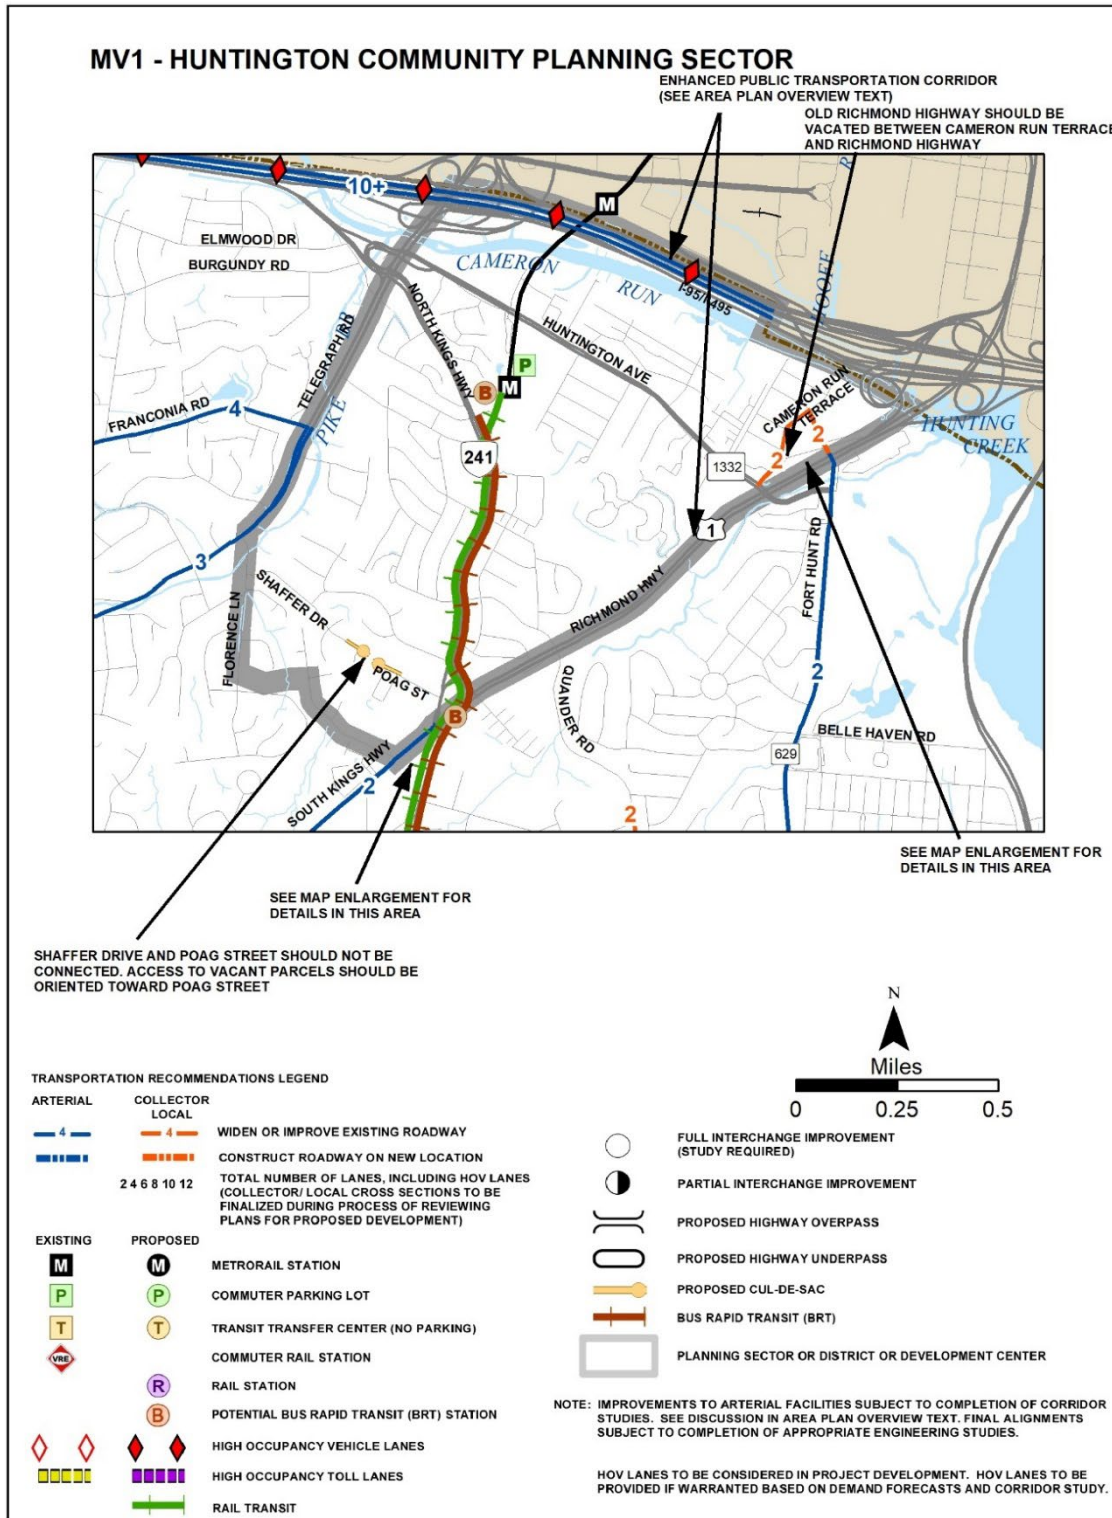 MV1 - HUNTINGTON COMMUNITY PLANNING SECTOR
ENHANCED PUBLIC TRANSPORTATION CORRIDOR
(SEE AREA PLAN OVERVIEW TEXT)
OLD RICHMOND HIGHWAY SHOULD BE
VACATED BETWEEN CAMERON RUN TERRACE
AND RICHMOND HIGHWAY
10+
M
ELMWOOD DR
BURGUNDY RD
CAMERON
RUN
I-95/I-495
HOOFF
R
NORTH KINGS HWY
HUNTINGTON AVE
TELEGRAPH RD
PIKE
FRANCONIA RD
4
P
M
B
241
CAMERON RUN
TERRACE
HUNTING
CREEK
2
2
1332
1
3
SHAFFER DR
FLORENCE LN
POAG ST
RICHMOND HWY
FORT HUNT RD
QUANDER RD
2
B
BELLE HAVEN RD
629
SOUTH KINGS HWY
2
2
SEE MAP ENLARGEMENT FOR
DETAILS IN THIS AREA
SEE MAP ENLARGEMENT FOR
DETAILS IN THIS AREA
SHAFFER DRIVE AND POAG STREET SHOULD NOT BE
CONNECTED. ACCESS TO VACANT PARCELS SHOULD BE
ORIENTED TOWARD POAG STREET
N
Miles
0 0.25 0.5
TRANSPORTATION RECOMMENDATIONS LEGEND
ARTERIAL
COLLECTOR
LOCAL
4 4 WIDEN OR IMPROVE EXISTING ROADWAY
CONSTRUCT ROADWAY ON NEW LOCATION
2 4 6 8 10 12 TOTAL NUMBER OF LANES, INCLUDING HOV LANES
(COLLECTOR/ LOCAL CROSS SECTIONS TO BE
FINALIZED DURING PROCESS OF REVIEWING
PLANS FOR PROPOSED DEVELOPMENT)
EXISTING PROPOSED
M M METRORAIL STATION
P P COMMUTER PARKING LOT
T T TRANSIT TRANSFER CENTER (NO PARKING)
VRE COMMUTER RAIL STATION
R RAIL STATION
B POTENTIAL BUS RAPID TRANSIT (BRT) STATION
HIGH OCCUPANCY VEHICLE LANES
HIGH OCCUPANCY TOLL LANES
RAIL TRANSIT
FULL INTERCHANGE IMPROVEMENT
(STUDY REQUIRED)
PARTIAL INTERCHANGE IMPROVEMENT
PROPOSED HIGHWAY OVERPASS
PROPOSED HIGHWAY UNDERPASS
PROPOSED CUL-DE-SAC
BUS RAPID TRANSIT (BRT)
PLANNING SECTOR OR DISTRICT OR DEVELOPMENT CENTER
NOTE: IMPROVEMENTS TO ARTERIAL FACILITIES SUBJECT TO COMPLETION OF CORRIDOR
STUDIES. SEE DISCUSSION IN AREA PLAN OVERVIEW TEXT. FINAL ALIGNMENTS
SUBJECT TO COMPLETION OF APPROPRIATE ENGINEERING STUDIES.
HOV LANES TO BE CONSIDERED IN PROJECT DEVELOPMENT. HOV LANES TO BE
PROVIDED IF WARRANTED BASED ON DEMAND FORECASTS AND CORRIDOR STUDY.